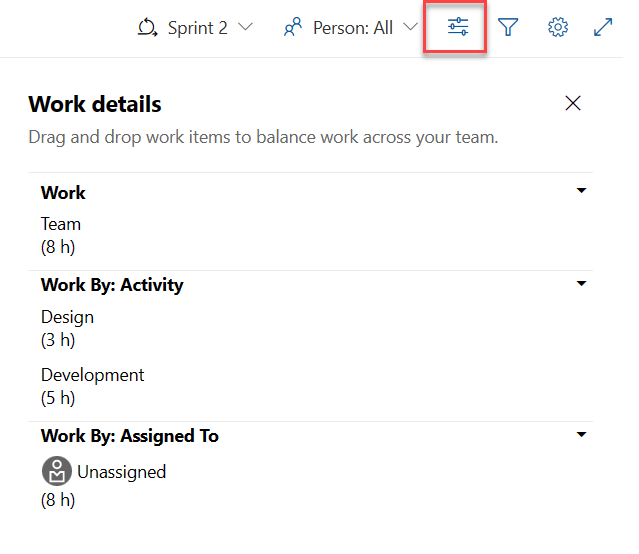 Sprint 2 Person: All
Work details
Drag and drop work items to balance work across your team.
Work
Team
(8 h)
Work By: Activity
Design
(3 h)
Development
(5 h)
Work By: Assigned To
Unassigned
(8 h)